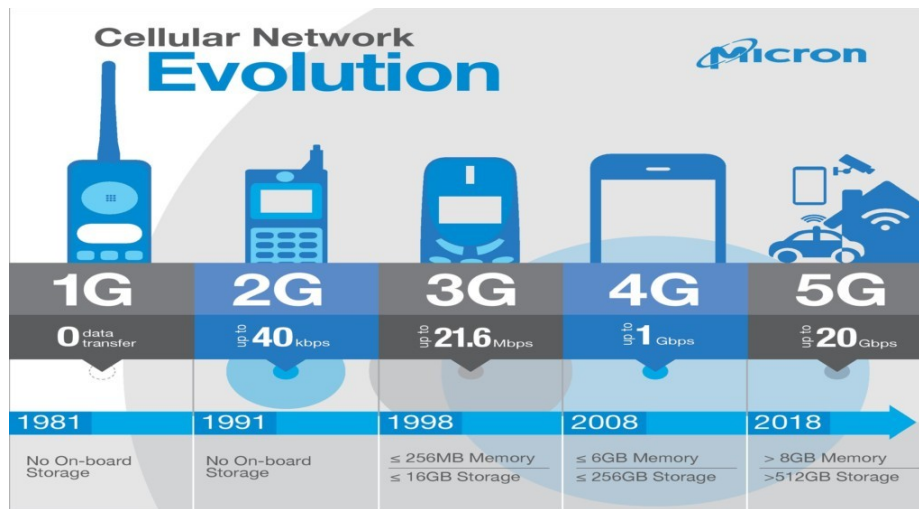 Cellular Network
Evolution
Micron
1G
2G
3G
4G
5G
0 data transfer
up to 40 kbps
up to 21.6 Mbps
up to 1 Gbps
up to 20 Gbps
1981
1991
1998
2008
2018
No On-board
Storage
No On-board
Storage
≤ 256MB Memory
≤ 16GB Storage
≤ 6GB Memory
≤ 256GB Storage
> 8GB Memory
>512GB Storage